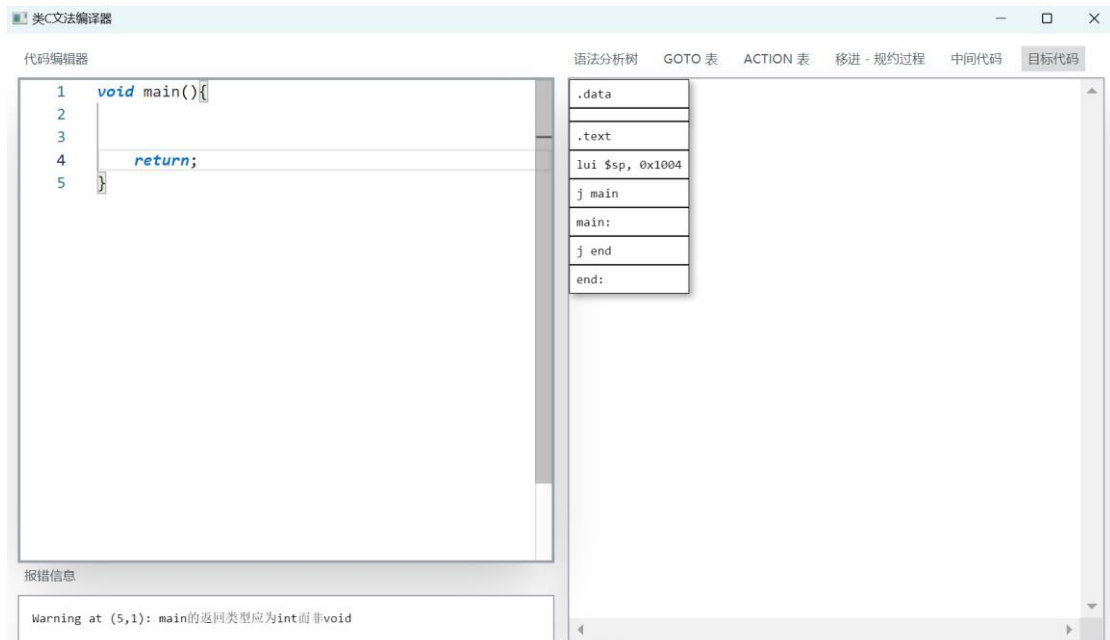 类C文法编译器
代码编辑器
语法分析树 GOTO 表 ACTION 表 移进 - 规约过程 中间代码 目标代码
1 void main(){
2
3
4 return;
5 }
.data
.text
lui $sp, 0x1004
j main
main:
j end
end:
报错信息
Warning at (5,1): main的返回类型应为int而非void